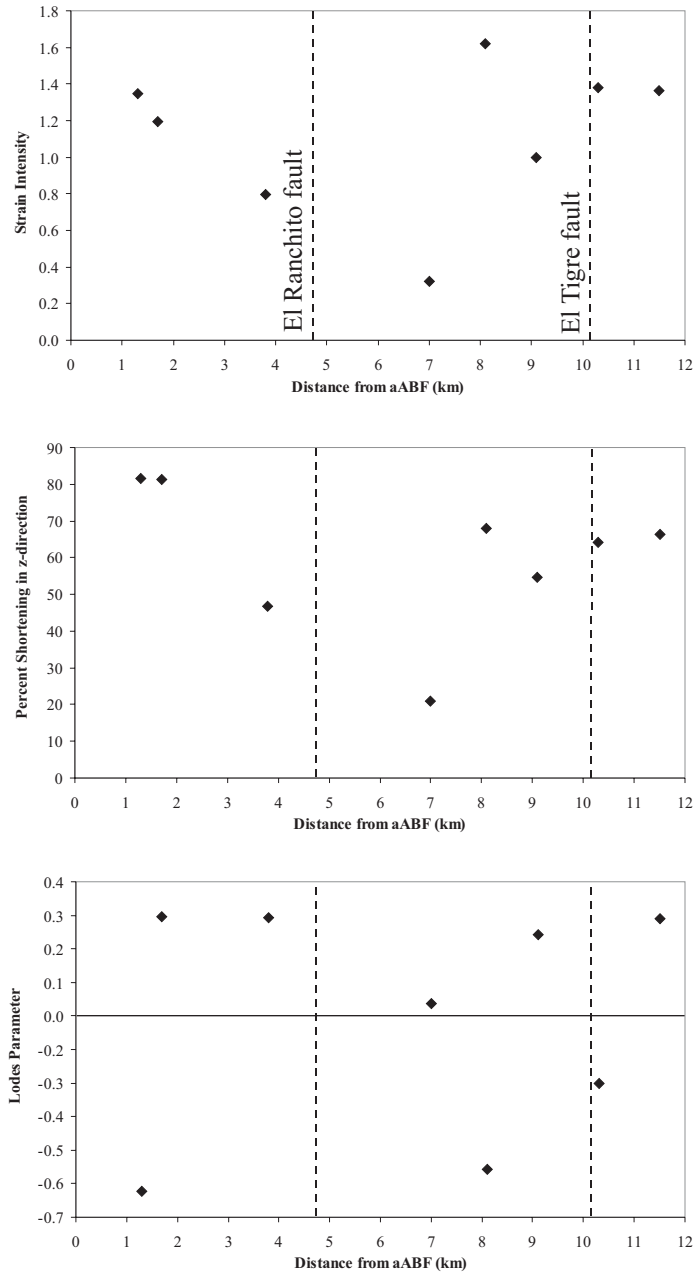 1.8
1.6
1.4
1.2
1.0
0.8
0.6
0.4
0.2
0.0
Strain Intensity
El Ranchito fault
El Tigre fault
0 1 2 3 4 5 6 7 8 9 10 11 12
Distance from aABF (km)
90
80
70
60
50
40
30
20
10
0
Percent Shortening in z-direction
0 1 2 3 4 5 6 7 8 9 10 11 12
Distance from aABF (km)
0.4
0.3
0.2
0.1
0.0
-0.2
-0.3
-0.4
-0.5
-0.6
-0.7
Lodes Parameter
0 1 2 3 4 5 6 7 8 9 10 11 12
Distance from aABF (km)